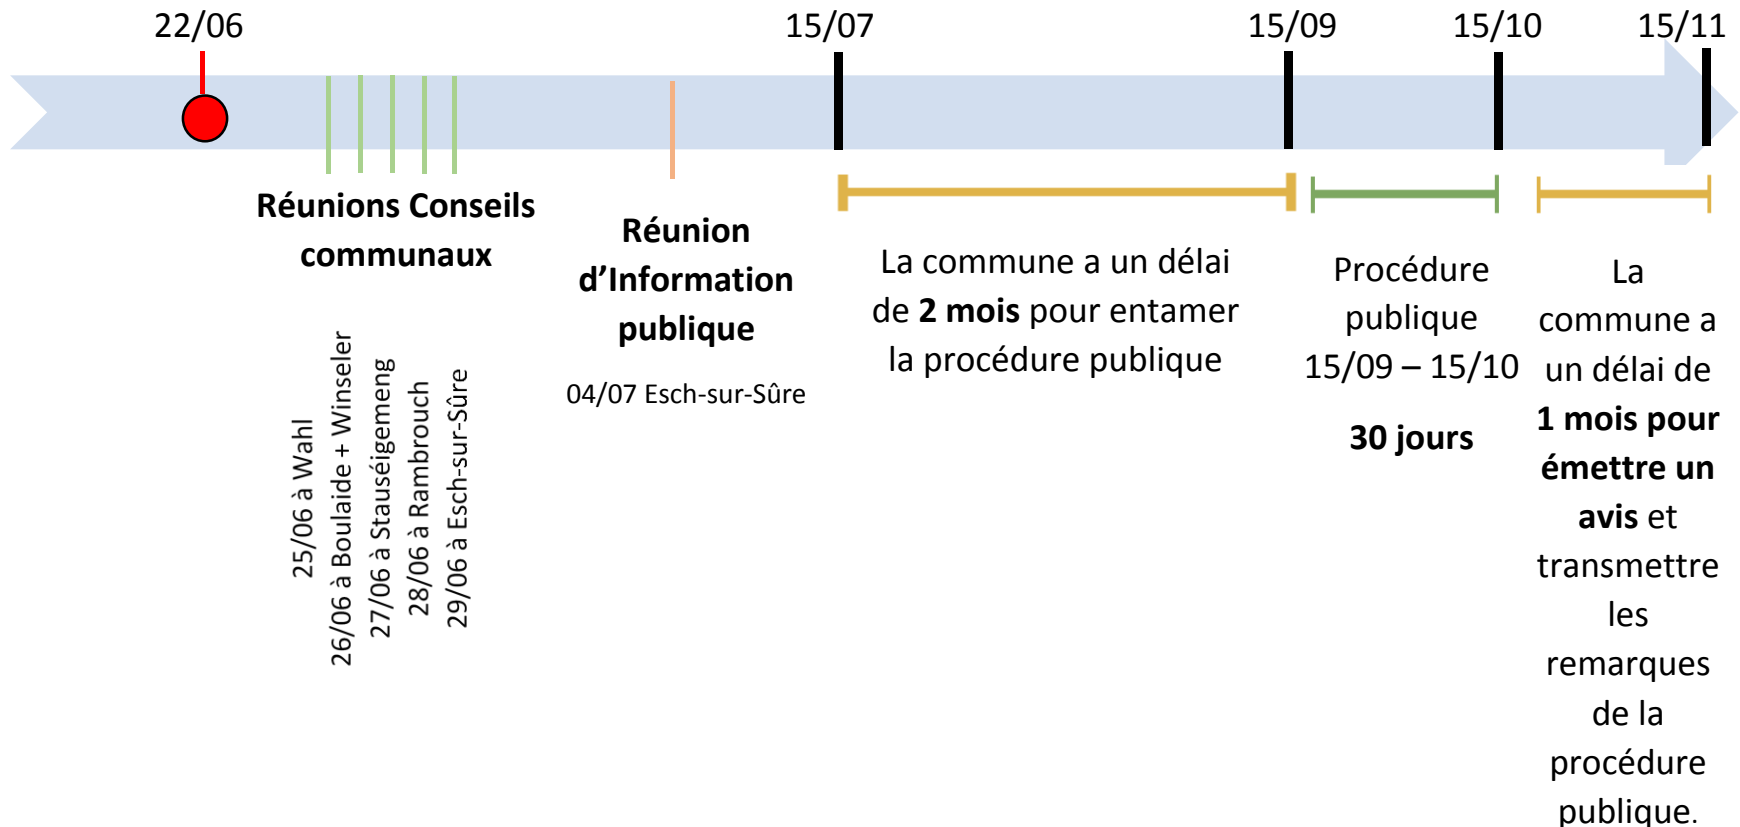 22/06
15/07
15/09
15/10
15/11
Réunions Conseils
communaux
25/06 à Wahl
26/06 à Boulaide + Winseler
27/06 à Stauséigemeng
28/06 à Rambrouch
29/06 à Esch-sur-Sûre
Réunion
d’Information
publique
04/07 Esch-sur-Sûre
La commune a un délai
de 2 mois pour entamer
la procédure publique
Procédure
publique
15/09 – 15/10
30 jours
La
commune a
un délai de
1 mois pour
émettre un
avis et
transmettre
les
remarques
de la
procédure
publique.